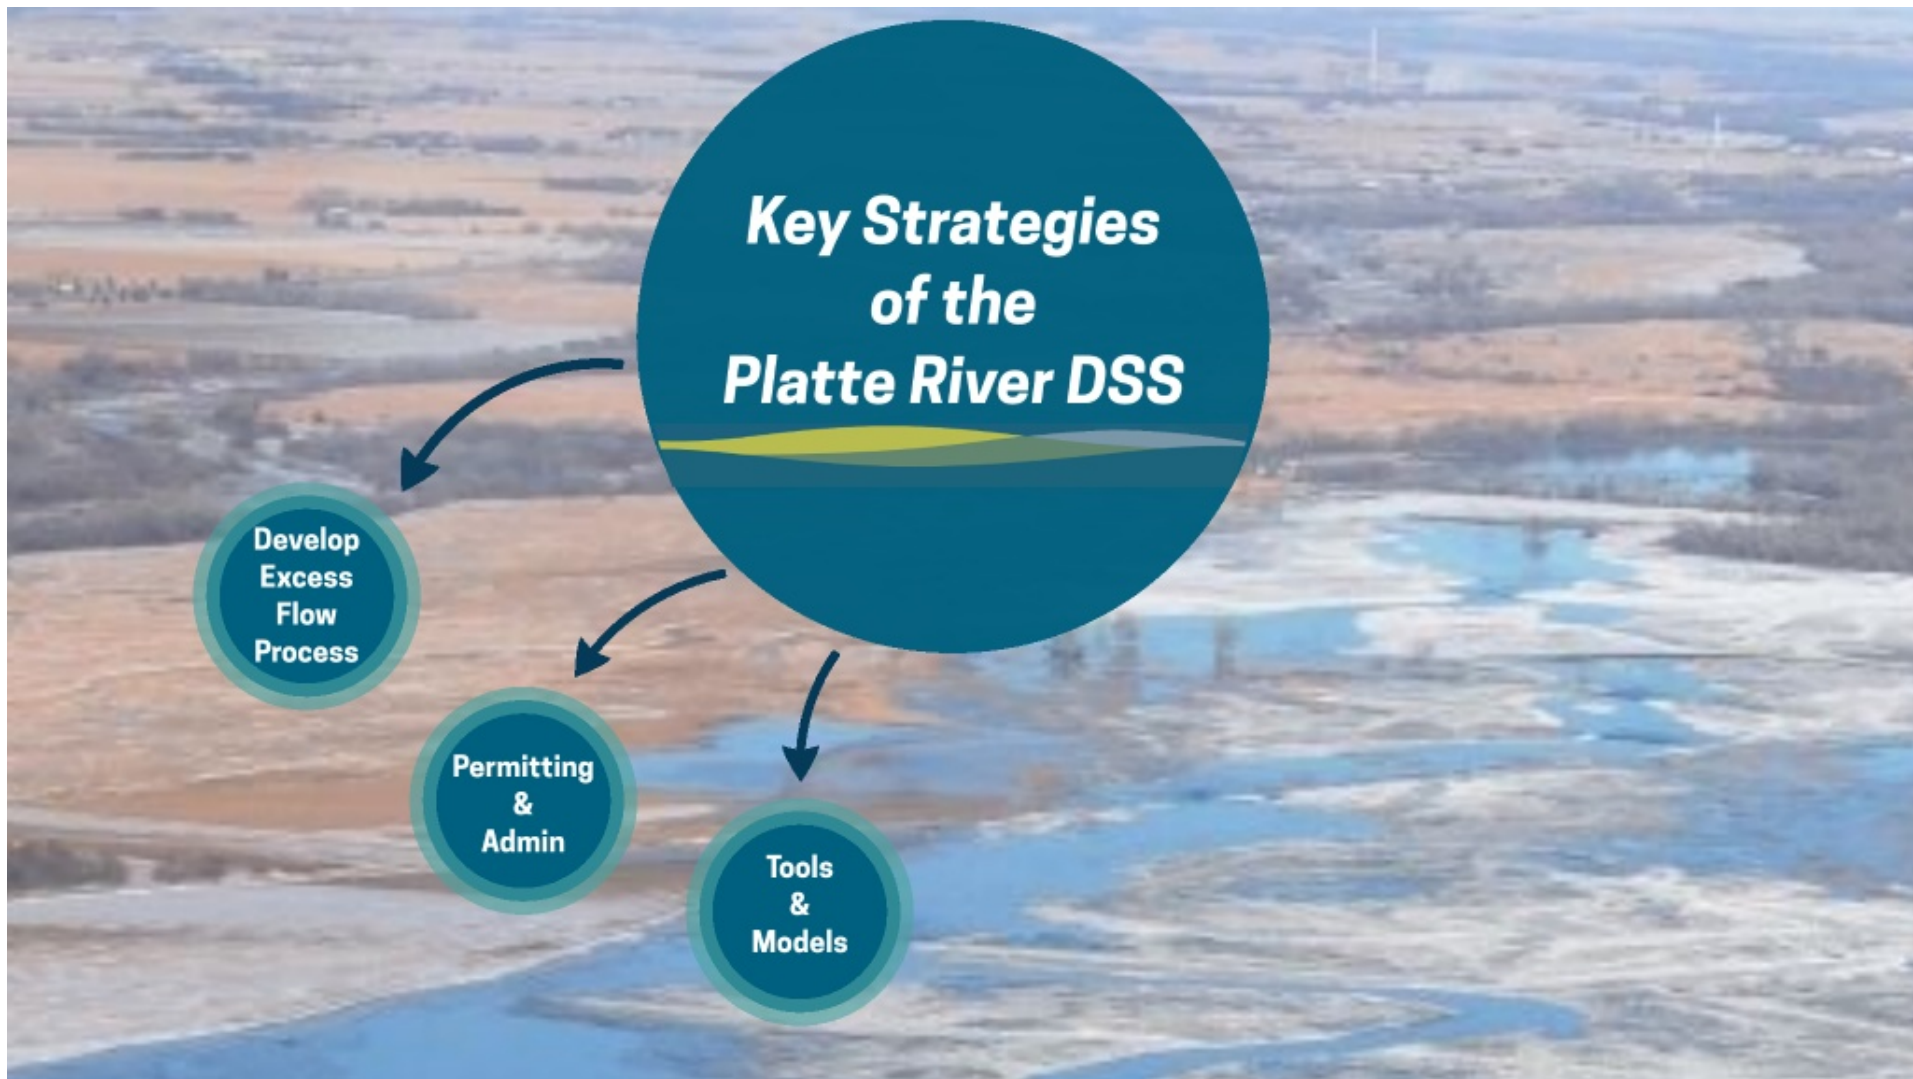 Key Strategies
of the
Platte River DSS
Develop
Excess
Flow
Process
Permitting
&
Admin
Tools
&
Models